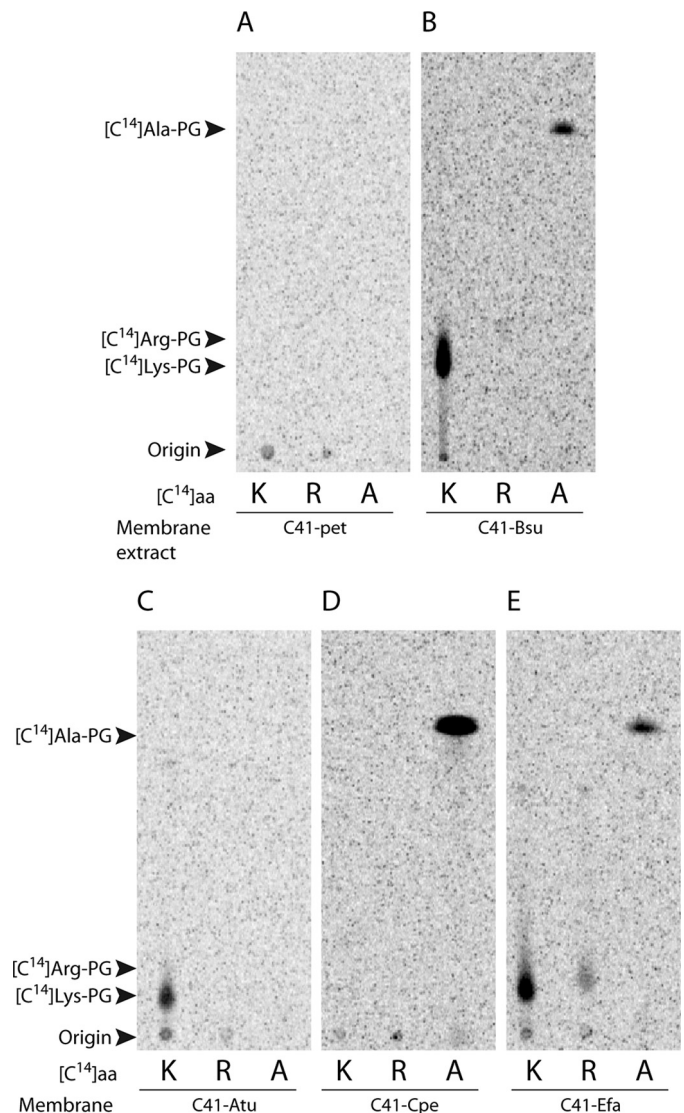 A B
[C¹⁴]Ala-PG
[C¹⁴]Arg-PG
[C¹⁴]Lys-PG
Origin
[C¹⁴]aa K R A K R A
Membrane extract C41-pet C41-Bsu
C D E
[C¹⁴]Ala-PG
[C¹⁴]Arg-PG
[C¹⁴]Lys-PG
Origin
[C¹⁴]aa K R A K R A K R A
Membrane C41-Atu C41-Cpe C41-Efa